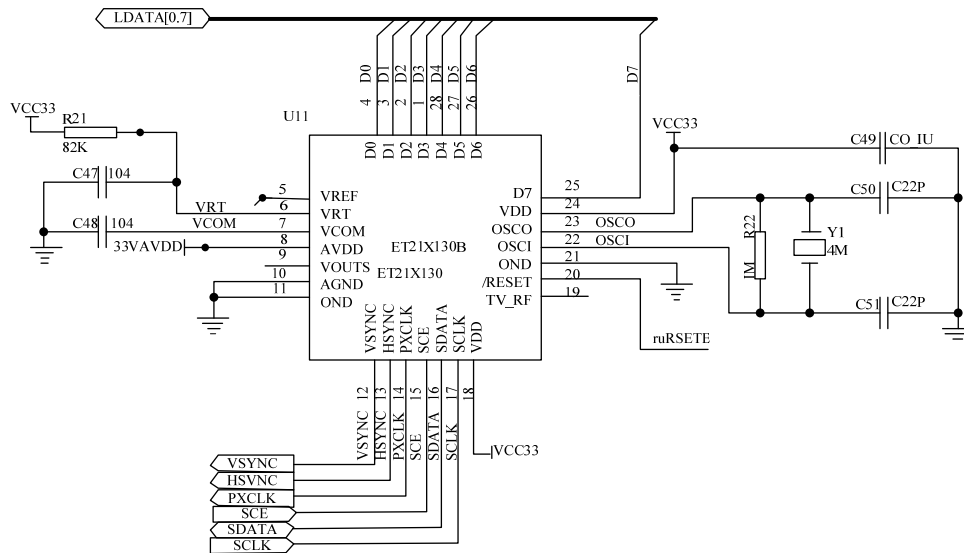 LDATA[0.7]
D0 D1 D2 D3 D4 D5 D6 D7
4 3 2 1 28 27 26
VCC33
R21
82K
U11
D0 D1 D2 D3 D4 D5 D6
VCC33
C49 CO_IU
C47 104
C48 104
VRT
VCOM
33VAVDD
5 VREF
6 VRT
7 VCOM
8 AVDD
9 VOUTS
10 AGND
11 OND
ET21X130B
ET21X130
D7 25
VDD 24
OSCO 23 OSCO
OSCI 22 OSCI
OND 21
/RESET 20
TV_RF 19
C50 C22P
R22
1M
Y1
4M
C51 C22P
ruRSETE
VSYNC HSYNC PXCLK SCE SDATA SCLK VDD
12 13 14 15 16 17 18
VSYNC HSYNC PXCLK SCE SDATA SCLK
VCC33
VSYNC
HSVNC
PXCLK
SCE
SDATA
SCLK